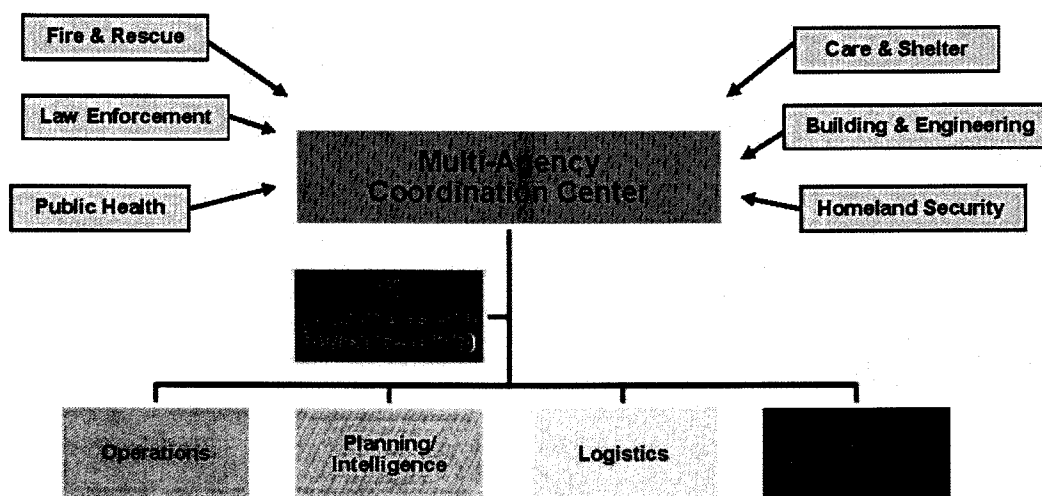 Fire & Rescue
Care & Shelter
Law Enforcement
Building & Engineering
Multi-Agency
Coordination Center
Public Health
Homeland Security
Operations
Planning/
Intelligence
Logistics